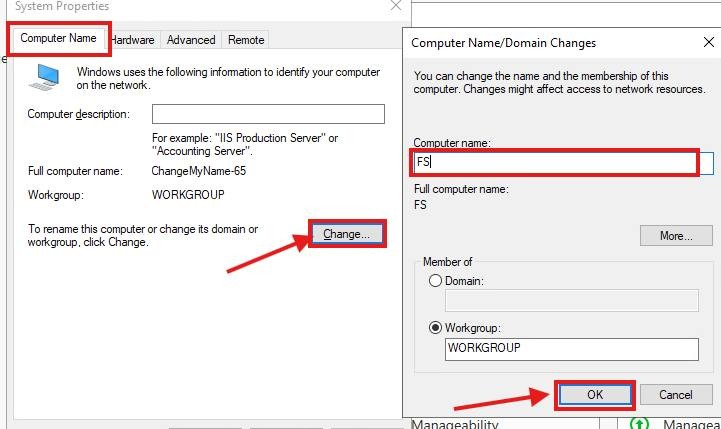 System Properties
Computer Name
Hardware
Advanced
Remote
Windows uses the following information to identify your computer
on the network.
Computer description:
For example: "IIS Production Server" or
"Accounting Server".
Full computer name:
ChangeMyName-65
Workgroup:
WORKGROUP
To rename this computer or change its domain or
workgroup, click Change.
Change...
Computer Name/Domain Changes
You can change the name and the membership of this
computer. Changes might affect access to network resources.
Computer name:
FS
Full computer name:
FS
More...
Member of
Domain:
Workgroup:
WORKGROUP
OK
Cancel
Manageability